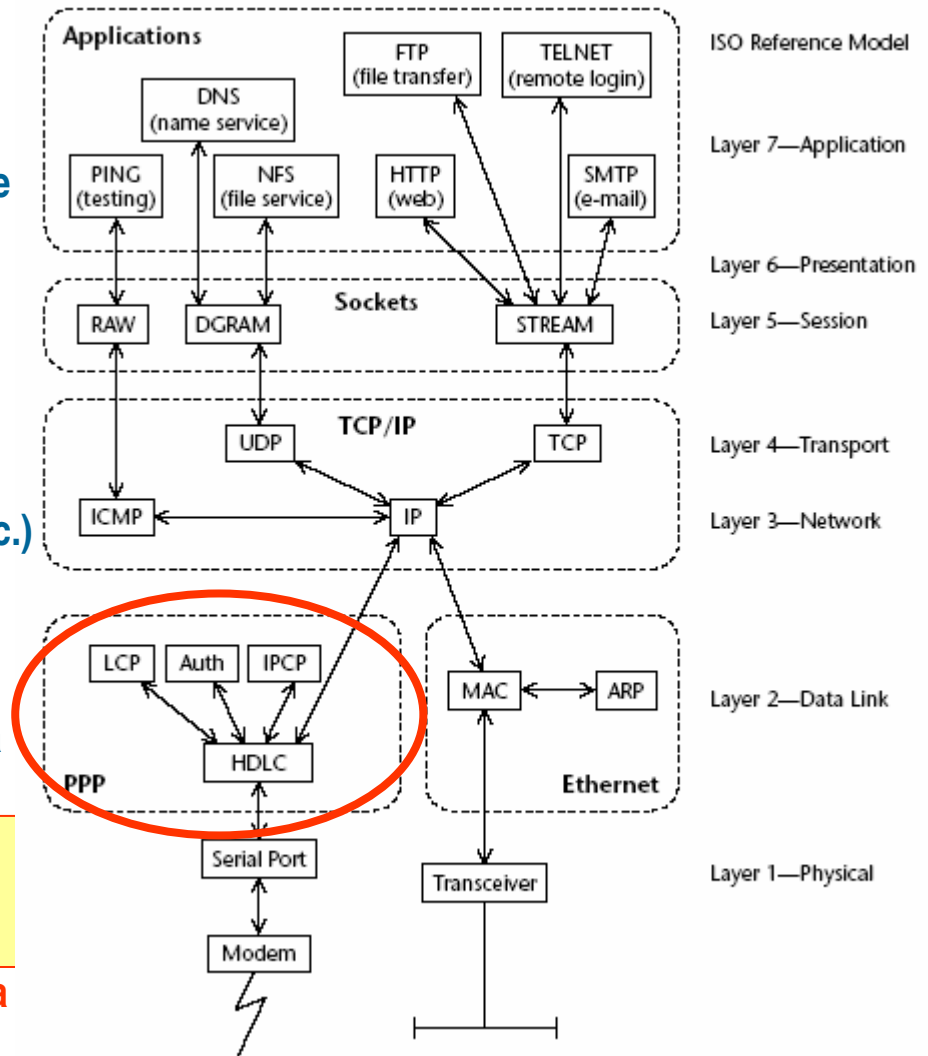 Applications
ISO Reference Model
FTP
(file transfer)
TELNET
(remote login)
DNS
(name service)
Layer 7—Application
PING
(testing)
NFS
(file service)
HTTP
(web)
SMTP
(e-mail)
e
Layer 6—Presentation
Sockets
RAW
DGRAM
STREAM
Layer 5—Session
TCP/IP
UDP
TCP
Layer 4—Transport
ICMP
IP
Layer 3—Network
c.)
LCP
Auth
IPCP
MAC
ARP
Layer 2—Data Link
HDLC
PPP
Ethernet
Serial Port
Transceiver
Layer 1—Physical
Modem
a